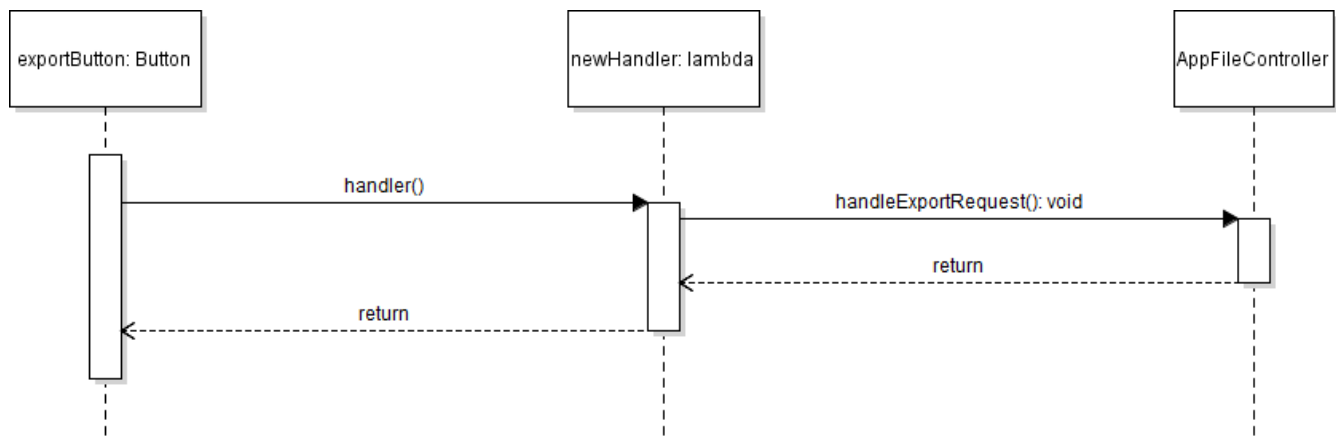 exportButton: Button
newHandler: lambda
AppFileController
handler()
handleExportRequest(): void
return
return